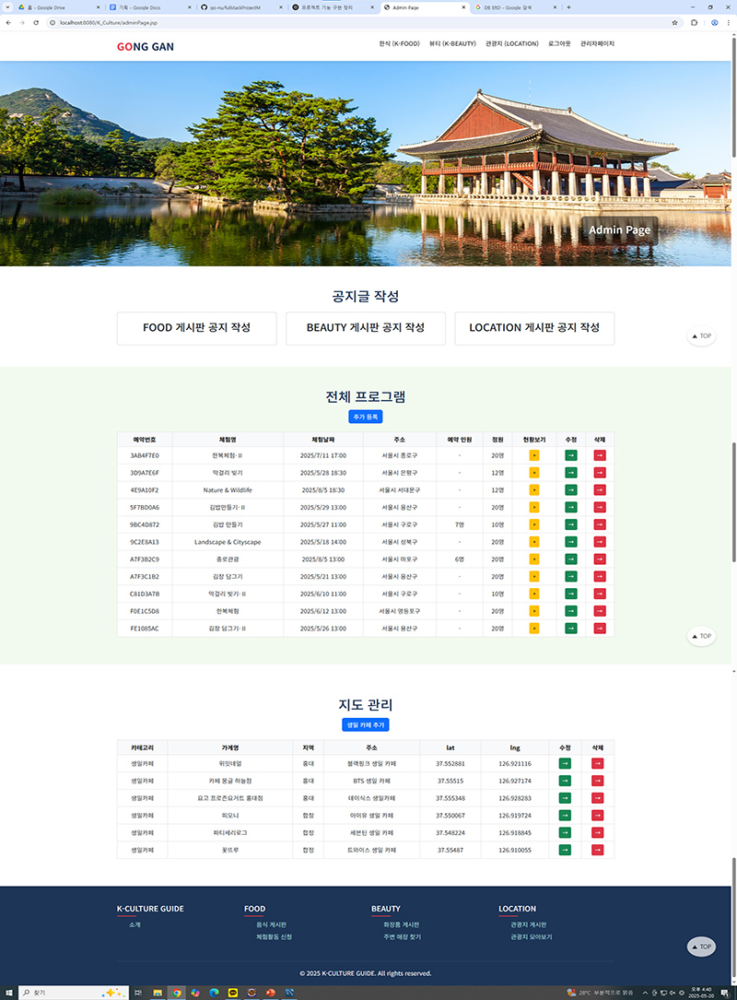 홈 - Google Drive
기획 - Google Docs
qo-nu/fullstackProjectM
프로젝트 기능 구현 정리
Admin Page
DB ERD - Google 검색
localhost:8080/K_Culture/adminPage.jsp
GONG GAN
한식 (K-FOOD) 뷰티 (K-BEAUTY) 관광지 (LOCATION) 로그아웃 관리자페이지
Admin Page
공지글 작성
FOOD 게시판 공지 작성 BEAUTY 게시판 공지 작성 LOCATION 게시판 공지 작성
▲ TOP
전체 프로그램
추가 등록
예약번호 체험명 체험날짜 주소 예약 인원 정원 현황보기 수정 삭제
3AB4F7E0 한복체험·II 2025/7/11 17:00 서울시 종로구 - 20명 + → →
3D9A7E6F 막걸리 빚기 2025/5/28 18:30 서울시 은평구 - 12명 + → →
4E9A10F2 Nature & Wildlife 2025/8/5 18:30 서울시 서대문구 - 12명 + → →
5F7BD0A6 김밥만들기·II 2025/5/29 13:00 서울시 용산구 - 20명 + → →
9BC4D872 김밥 만들기 2025/5/27 11:00 서울시 구로구 7명 10명 + → →
9C2E8A13 Landscape & Cityscape 2025/5/18 14:00 서울시 성북구 - 20명 + → →
A7F3B2C9 종로관광 2025/8/5 13:00 서울시 마포구 6명 20명 + → →
A7F3C1B2 김장 담그기 2025/5/21 13:00 서울시 용산구 - 20명 + → →
C81D3A7B 막걸리 빚기·II 2025/6/10 11:00 서울시 구로구 - 10명 + → →
F0E1C5D8 한복체험 2025/6/12 13:00 서울시 영등포구 - 20명 + → →
FE1085AC 김장 담그기·II 2025/5/26 13:00 서울시 용산구 - 20명 + → →
▲ TOP
지도 관리
생일 카페 추가
카테고리 가게명 지역 주소 lat lng 수정 삭제
생일카페 위밋데얼 홍대 블랙핑크 생일 카페 37.552881 126.921116 → →
생일카페 카페 몽글 하늘점 홍대 BTS 생일 카페 37.55515 126.927174 → →
생일카페 요고 프로즌요거트 홍대점 홍대 데이식스 생일카페 37.555348 126.928283 → →
생일카페 피오니 합정 아이유 생일 카페 37.550067 126.919724 → →
생일카페 파티세리로그 합정 세븐틴 생일 카페 37.548224 126.918845 → →
생일카페 꽃뜨루 합정 트와이스 생일 카페 37.55487 126.910055 → →
K-CULTURE GUIDE FOOD BEAUTY LOCATION
소개 음식 게시판 화장품 게시판 관광지 게시판
체험활동 신청 주변 매장 찾기 관광지 모아보기
▲ TOP
© 2025 K-CULTURE GUIDE. All rights reserved.
찾기
28°C 부분적으로 맑음
오후 4:40
2025-05-20